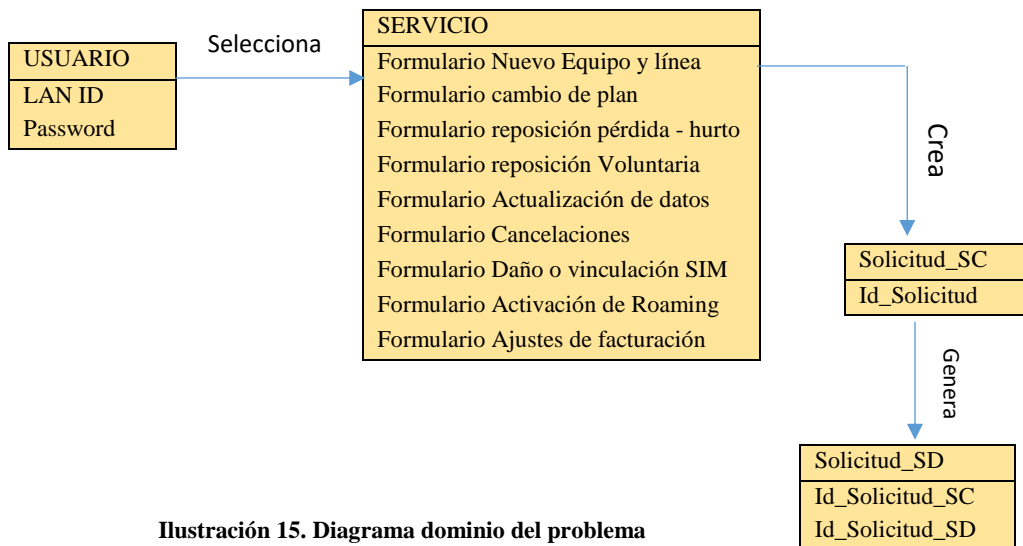 USUARIO
LAN ID
Password
Selecciona
SERVICIO
Formulario Nuevo Equipo y línea
Formulario cambio de plan
Formulario reposición pérdida - hurto
Formulario reposición Voluntaria
Formulario Actualización de datos
Formulario Cancelaciones
Formulario Daño o vinculación SIM
Formulario Activación de Roaming
Formulario Ajustes de facturación
Crea
Solicitud_SC
Id_Solicitud
Genera
Solicitud_SD
Id_Solicitud_SC
Id_Solicitud_SD
Ilustración 15. Diagrama dominio del problema